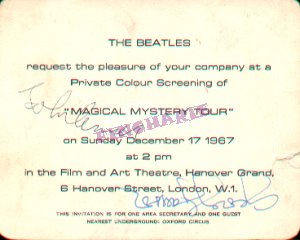 THE BEATLES
request the pleasure of your company at a
Private Colour Screening of
"MAGICAL MYSTERY TOUR"
on Sunday December 17 1967
at 2 pm
in the Film and Art Theatre, Hanover Grand,
6 Hanover Street, London, W.1.
THIS INVITATION IS FOR ONE AREA SECRETARY AND ONE GUEST
NEAREST UNDERGROUND: OXFORD CIRCUS